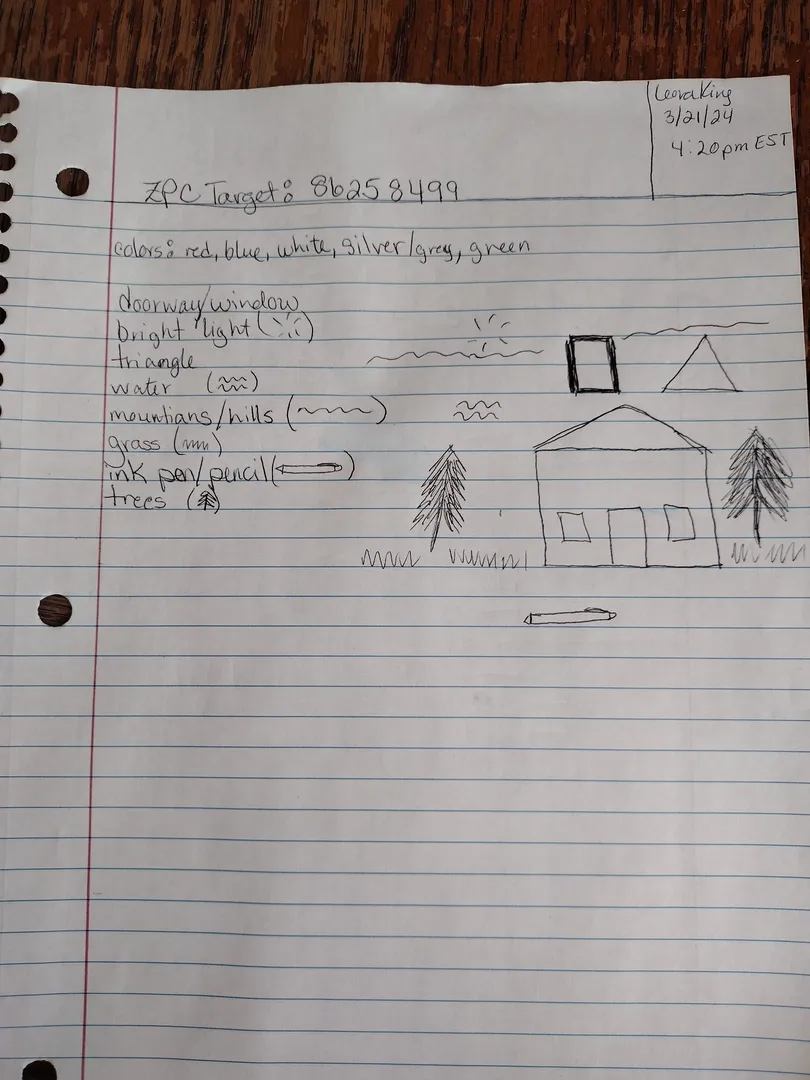 Leora King
3/21/24
4:20pm EST
ZPC Target: 86258499
colors: red, blue, white, silver/grey, green
doorway/window
bright light ( )
triangle
water ( )
mountians/hills ( )
grass ( )
ink pen/pencil ( )
trees ( )